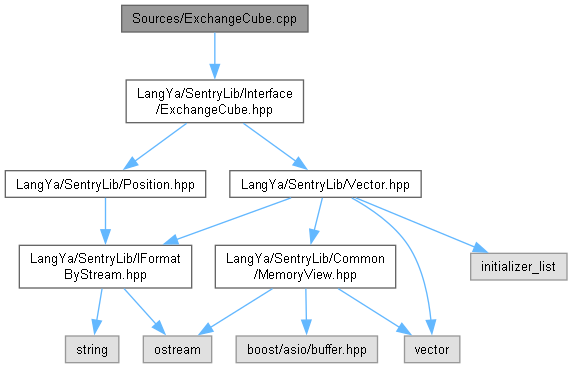 Sources/ExchangeCube.cpp
LangYa/SentryLib/Interface
/ExchangeCube.hpp
LangYa/SentryLib/Position.hpp
LangYa/SentryLib/Vector.hpp
LangYa/SentryLib/IFormat
ByStream.hpp
LangYa/SentryLib/Common
/MemoryView.hpp
initializer_list
string
ostream
boost/asio/buffer.hpp
vector